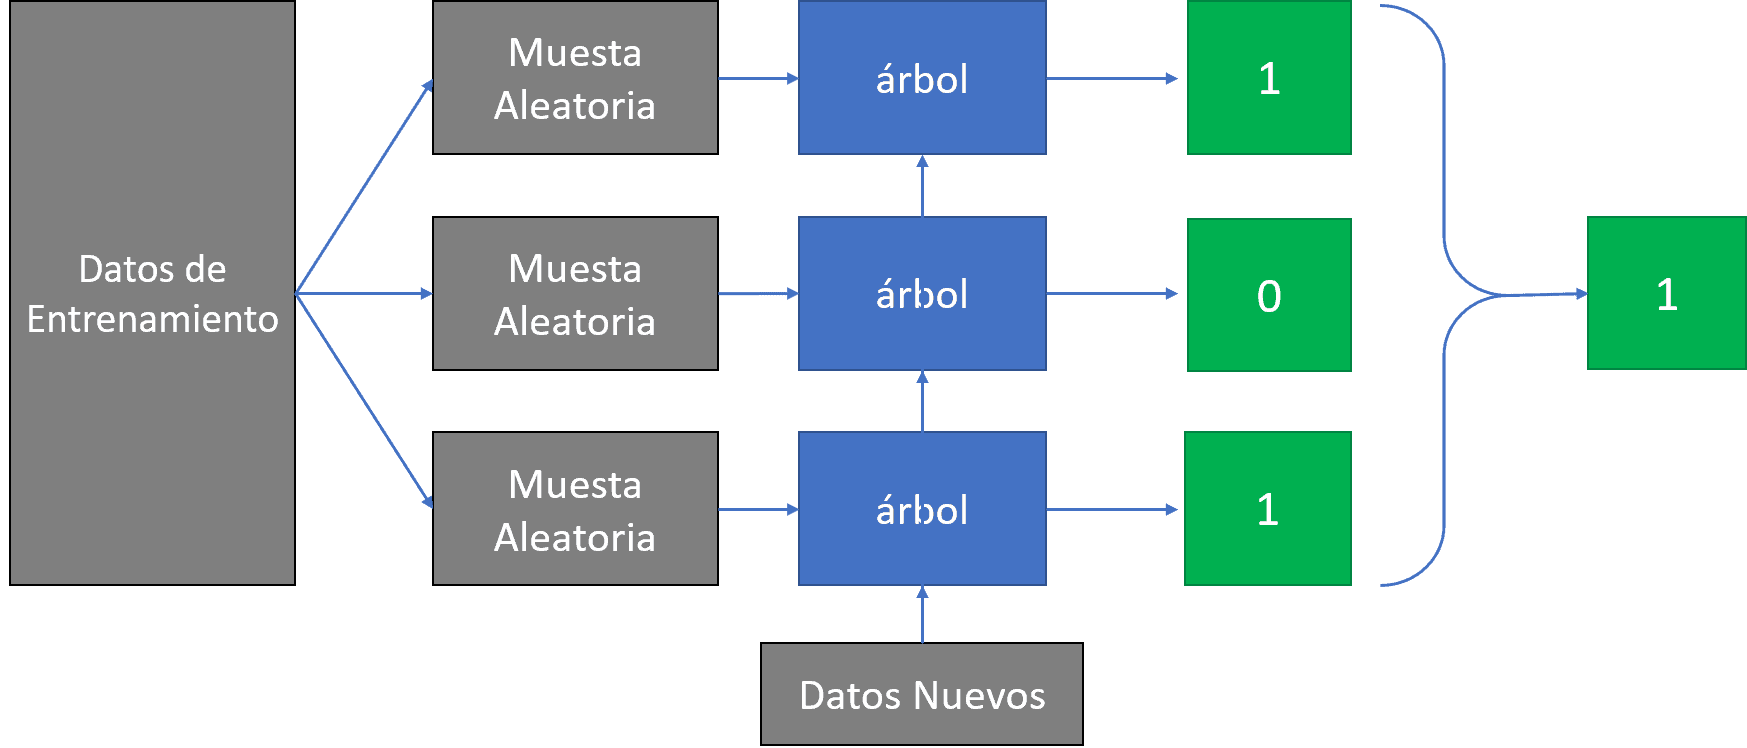 Datos de
Entrenamiento
Muesta
Aleatoria
árbol
1
Muesta
Aleatoria
árbol
0
1
Muesta
Aleatoria
árbol
1
Datos Nuevos